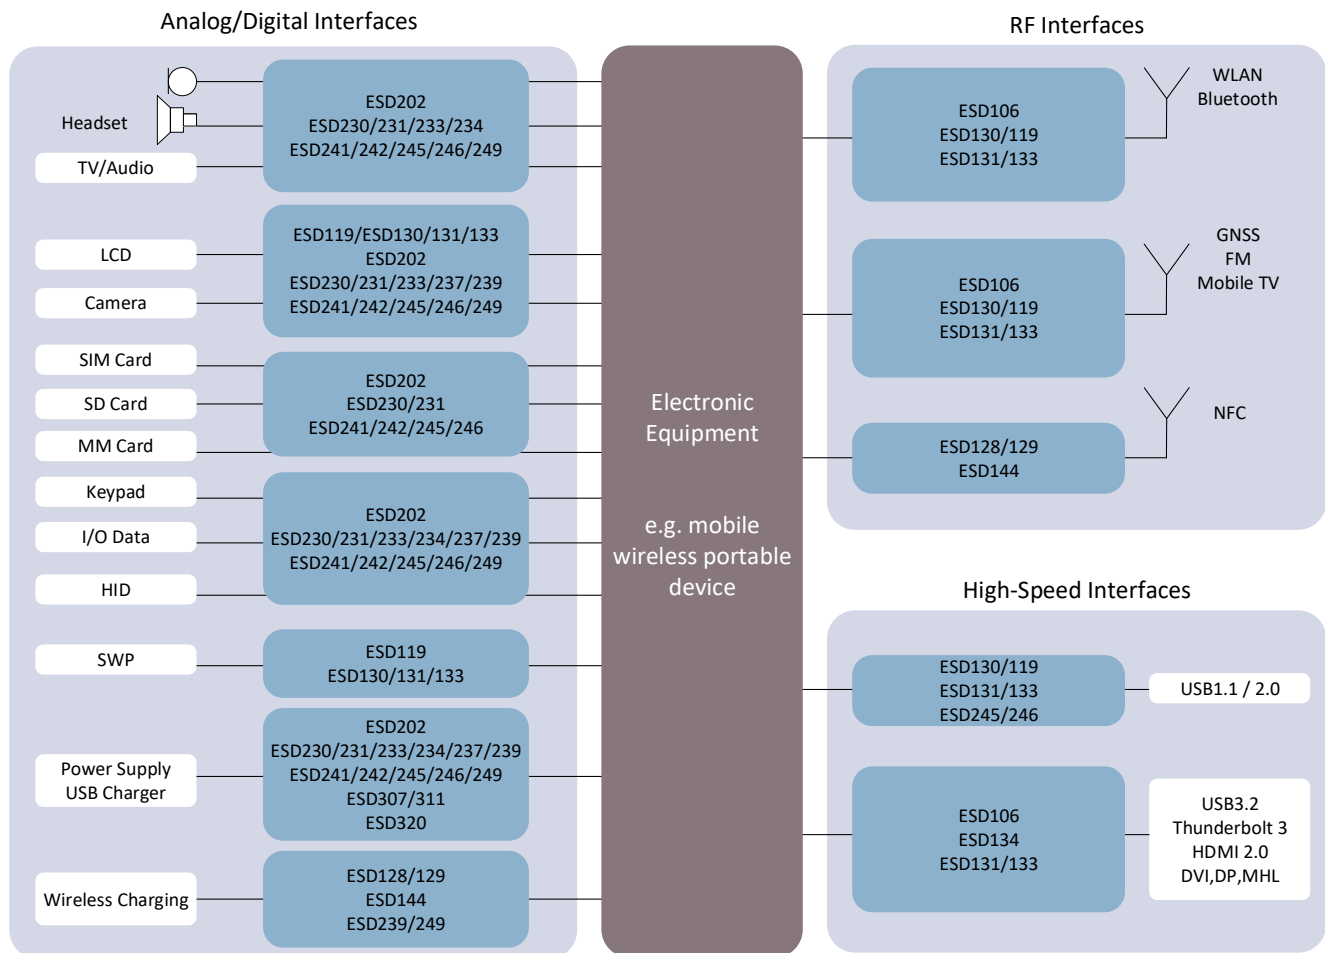 Analog/Digital Interfaces
Headset
TV/Audio
ESD202
ESD230/231/233/234
ESD241/242/245/246/249
LCD
Camera
ESD119/ESD130/131/133
ESD202
ESD230/231/233/237/239
ESD241/242/245/246/249
SIM Card
SD Card
MM Card
ESD202
ESD230/231
ESD241/242/245/246
Keypad
I/O Data
HID
ESD202
ESD230/231/233/234/237/239
ESD241/242/245/246/249
SWP
ESD119
ESD130/131/133
Power Supply
USB Charger
ESD202
ESD230/231/233/234/237/239
ESD241/242/245/246/249
ESD307/311
ESD320
Wireless Charging
ESD128/129
ESD144
ESD239/249
Electronic
Equipment
e.g. mobile
wireless portable
device
RF Interfaces
ESD106
ESD130/119
ESD131/133
WLAN
Bluetooth
ESD106
ESD130/119
ESD131/133
GNSS
FM
Mobile TV
ESD128/129
ESD144
NFC
High-Speed Interfaces
ESD130/119
ESD131/133
ESD245/246
USB1.1 / 2.0
ESD106
ESD134
ESD131/133
USB3.2
Thunderbolt 3
HDMI 2.0
DVI,DP,MHL